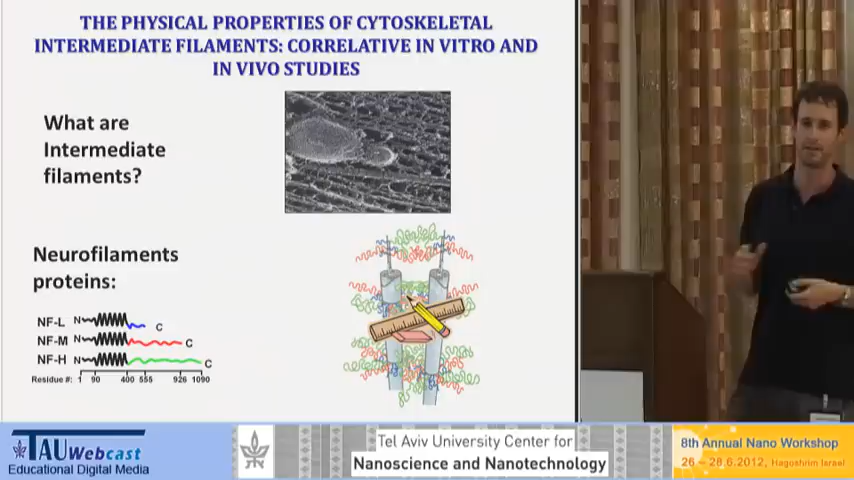 THE PHYSICAL PROPERTIES OF CYTOSKELETAL
INTERMEDIATE FILAMENTS: CORRELATIVE IN VITRO AND
IN VIVO STUDIES
What are
Intermediate
filaments?
Neurofilaments
proteins:
NF-L N C
NF-M N C
NF-H N C
Residue #: 1 90 400 555 926 1090
TAUWebcast
Educational Digital Media
Tel Aviv University Center for
Nanoscience and Nanotechnology
8th Annual Nano Workshop
26 – 28.6.2012, Hagoshrim Israel